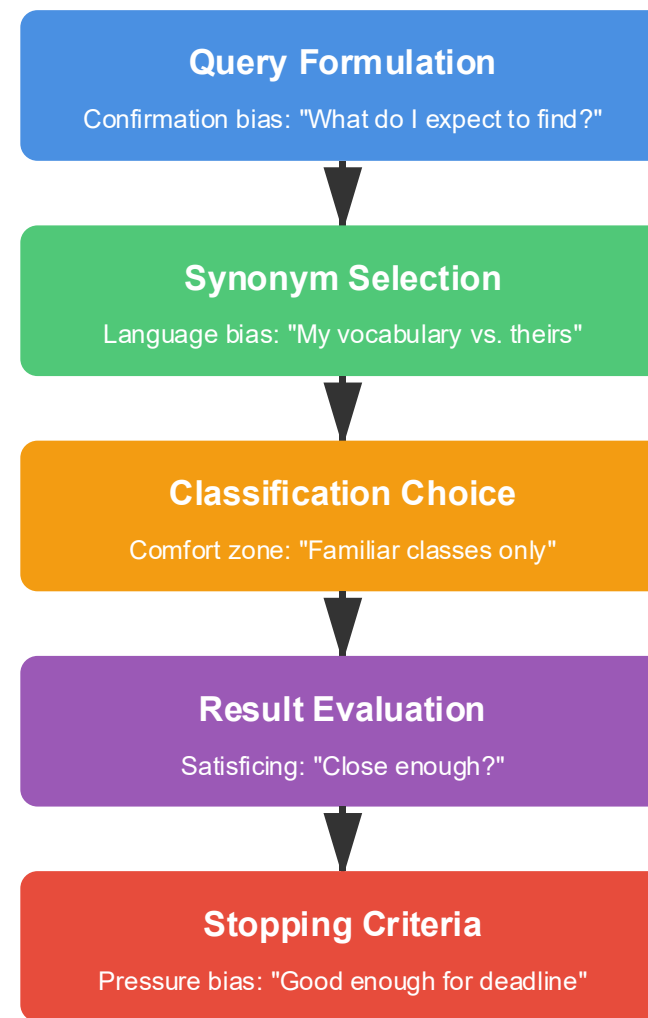 Query Formulation
Confirmation bias: "What do I expect to find?"
Synonym Selection
Language bias: "My vocabulary vs. theirs"
Classification Choice
Comfort zone: "Familiar classes only"
Result Evaluation
Satisficing: "Close enough?"
Stopping Criteria
Pressure bias: "Good enough for deadline"